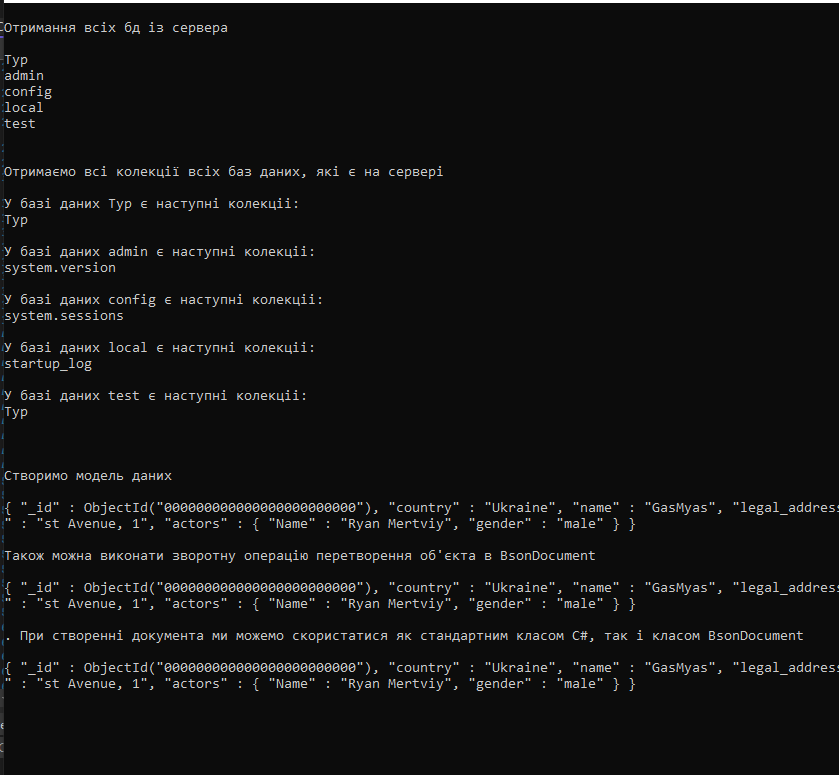 Отримання всіх бд із сервера
Тур
admin
config
local
test
Отримаємо всі колекції всіх баз даних, які є на сервері
У базі даних Тур є наступні колекціі:
Тур
У базі даних admin є наступні колекціі:
system.version
У базі даних config є наступні колекціі:
system.sessions
У базі даних local є наступні колекціі:
startup_log
У базі даних test є наступні колекціі:
Тур
Створимо модель даних
{ "_id" : ObjectId("000000000000000000000000"), "country" : "Ukraine", "name" : "GasMyas", "legal_address
" : "st Avenue, 1", "actors" : { "Name" : "Ryan Mertviy", "gender" : "male" } }
Також можна виконати зворотну операцію перетворення об'єкта в BsonDocument
{ "_id" : ObjectId("000000000000000000000000"), "country" : "Ukraine", "name" : "GasMyas", "legal_address
" : "st Avenue, 1", "actors" : { "Name" : "Ryan Mertviy", "gender" : "male" } }
. При створенні документа ми можемо скористатися як стандартним класом C#, так і класом BsonDocument
{ "_id" : ObjectId("000000000000000000000000"), "country" : "Ukraine", "name" : "GasMyas", "legal_address
" : "st Avenue, 1", "actors" : { "Name" : "Ryan Mertviy", "gender" : "male" } }